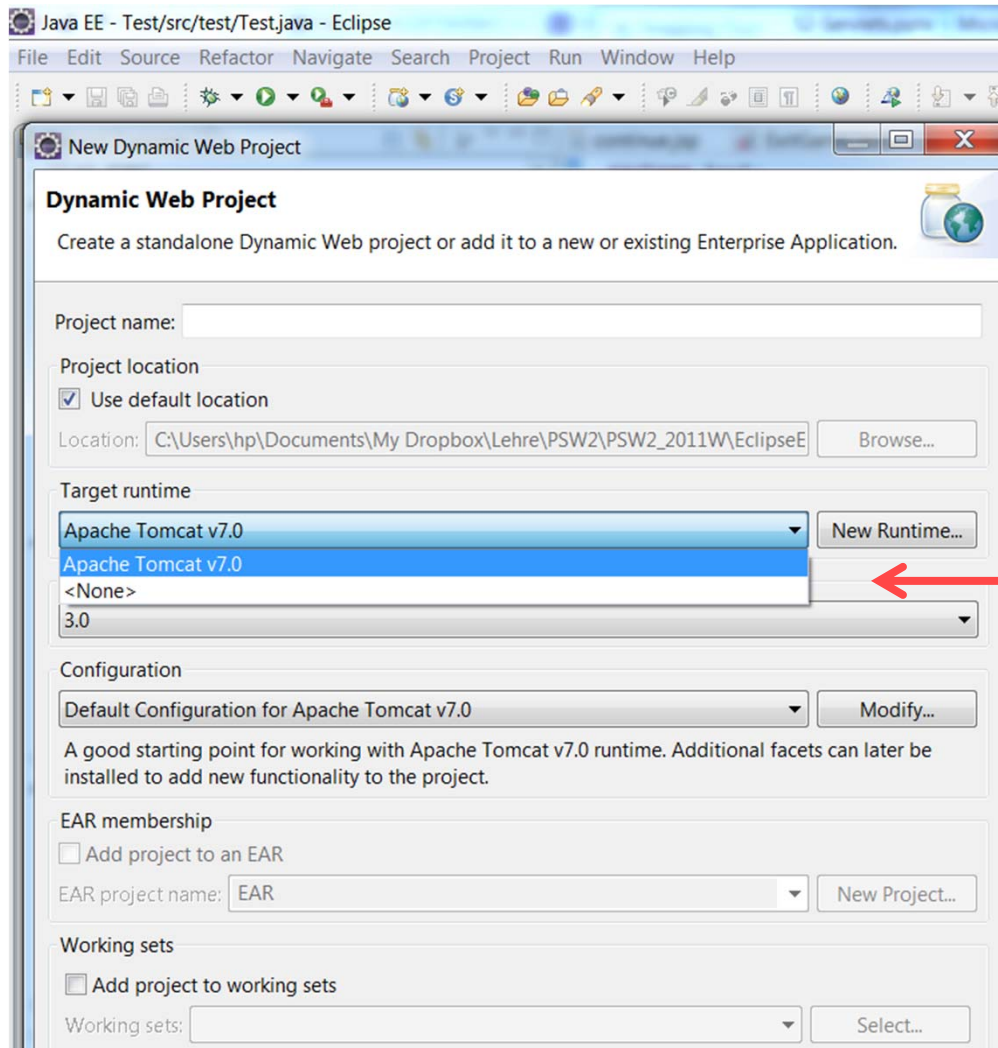 Java EE - Test/src/test/Test.java - Eclipse
File Edit Source Refactor Navigate Search Project Run Window Help
New Dynamic Web Project
Dynamic Web Project
Create a standalone Dynamic Web project or add it to a new or existing Enterprise Application.
Project name:
Project location
Use default location
Location: C:\Users\hp\Documents\My Dropbox\Lehre\PSW2\PSW2_2011W\EclipseE Browse...
Target runtime
Apache Tomcat v7.0 New Runtime...
Apache Tomcat v7.0
<None>
3.0
Configuration
Default Configuration for Apache Tomcat v7.0 Modify...
A good starting point for working with Apache Tomcat v7.0 runtime. Additional facets can later be
installed to add new functionality to the project.
EAR membership
Add project to an EAR
EAR project name: EAR New Project...
Working sets
Add project to working sets
Working sets: Select...